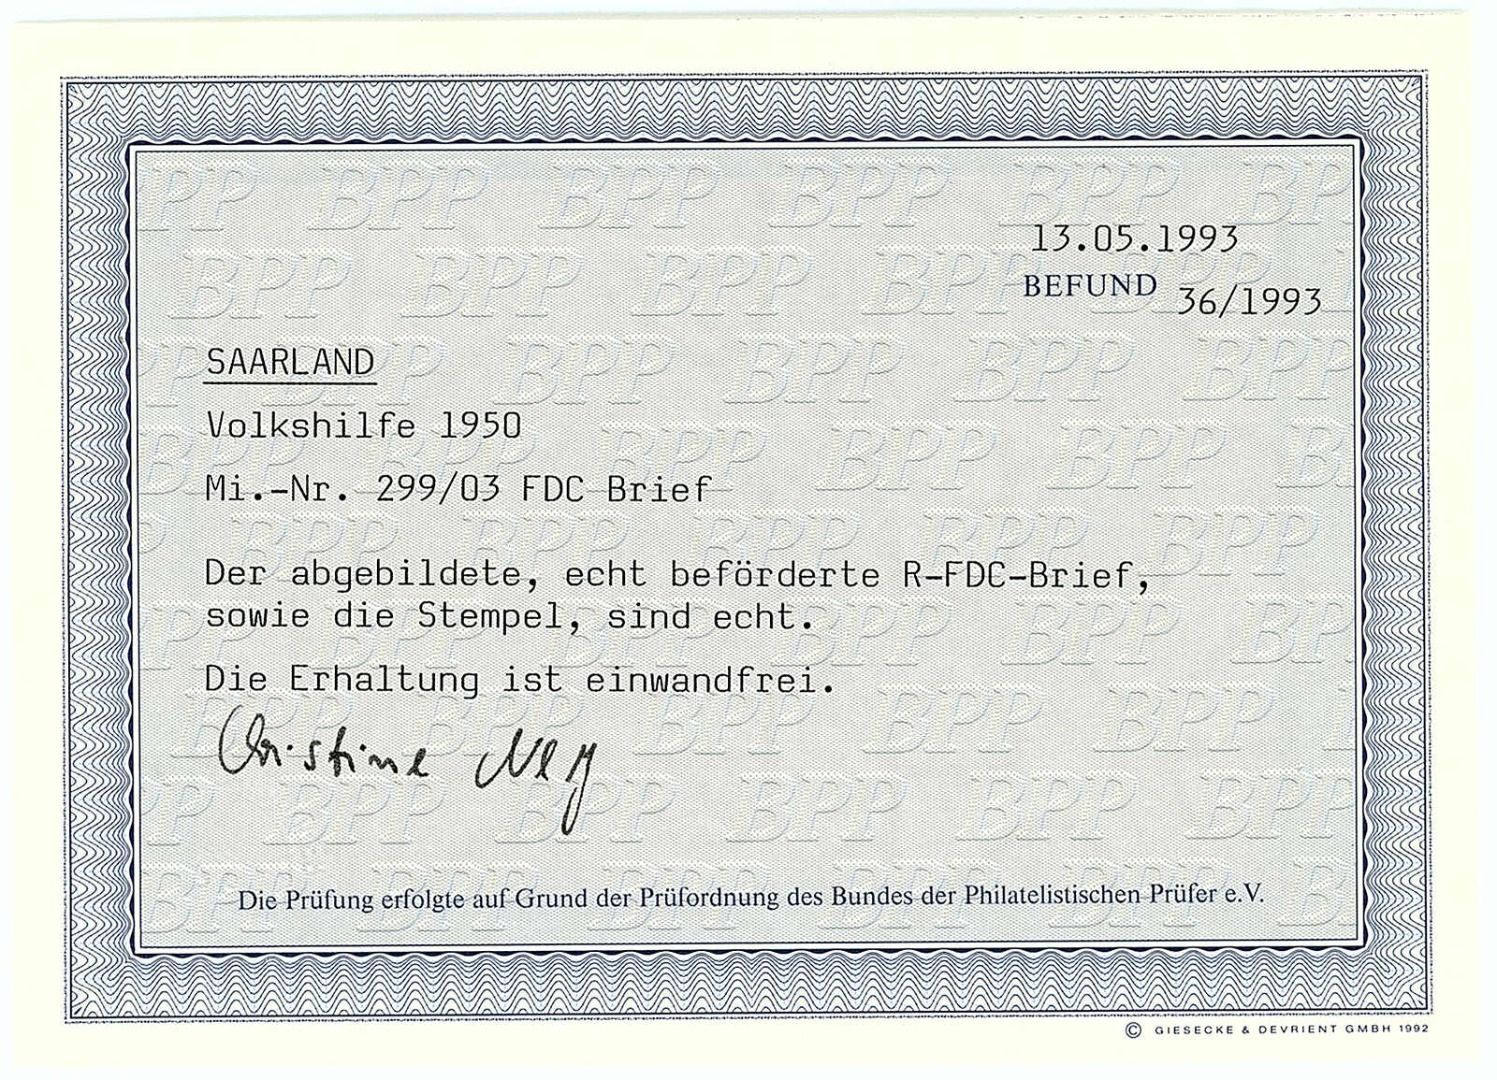 13.05.1993
BEFUND 36/1993
SAARLAND
Volkshilfe 1950
Mi.-Nr. 299/03 FDC Brief
Der abgebildete, echt beförderte R-FDC-Brief,
sowie die Stempel, sind echt.
Die Erhaltung ist einwandfrei.
Christine Ney
Die Prüfung erfolgte auf Grund der Prüfordnung des Bundes der Philatelistischen Prüfer e.V.
© GIESECKE & DEVRIENT GMBH 1992